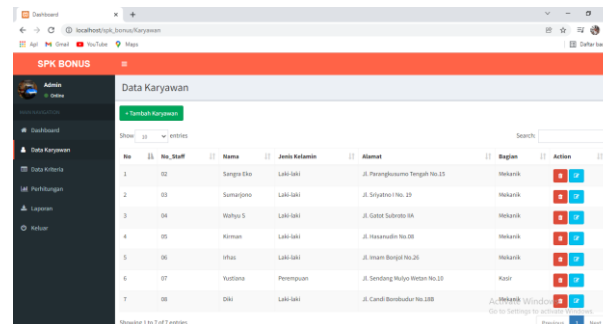 Dashboard
localhost/spk_bonus/Karyawan
Apl Gmail YouTube Maps Daftar ba
SPK BONUS
Admin
Online
MAIN NAVIGATION
Dashboard
Data Karyawan
Data Kriteria
Perhitungan
Laporan
Keluar
Data Karyawan
+ Tambah Karyawan
Show 10 entries Search:
No No_Staff Nama Jenis Kelamin Alamat Bagian Action
1 02 Sangra Eko Laki-laki Jl. Parangkusumo Tengah No.13 Mekanik
2 03 Sumarjono Laki-laki Jl. Sriyatno I No. 19 Mekanik
3 04 Wahyu S Laki-laki Jl. Gatot Subroto IIA Mekanik
4 05 Kirman Laki-laki Jl. Hasanudin No.08 Mekanik
5 06 Irhas Laki-laki Jl. Imam Bonjol No.26 Mekanik
6 07 Yustiana Perempuan Jl. Sendang Mulyo Wetan No.10 Kasir
7 08 Diki Laki-laki Jl. Candi Borobudur No.18B Mekanik
Activate Windows
Go to Settings to activate Windows.
Showing 1 to 7 of 7 entries Previous 1 Next